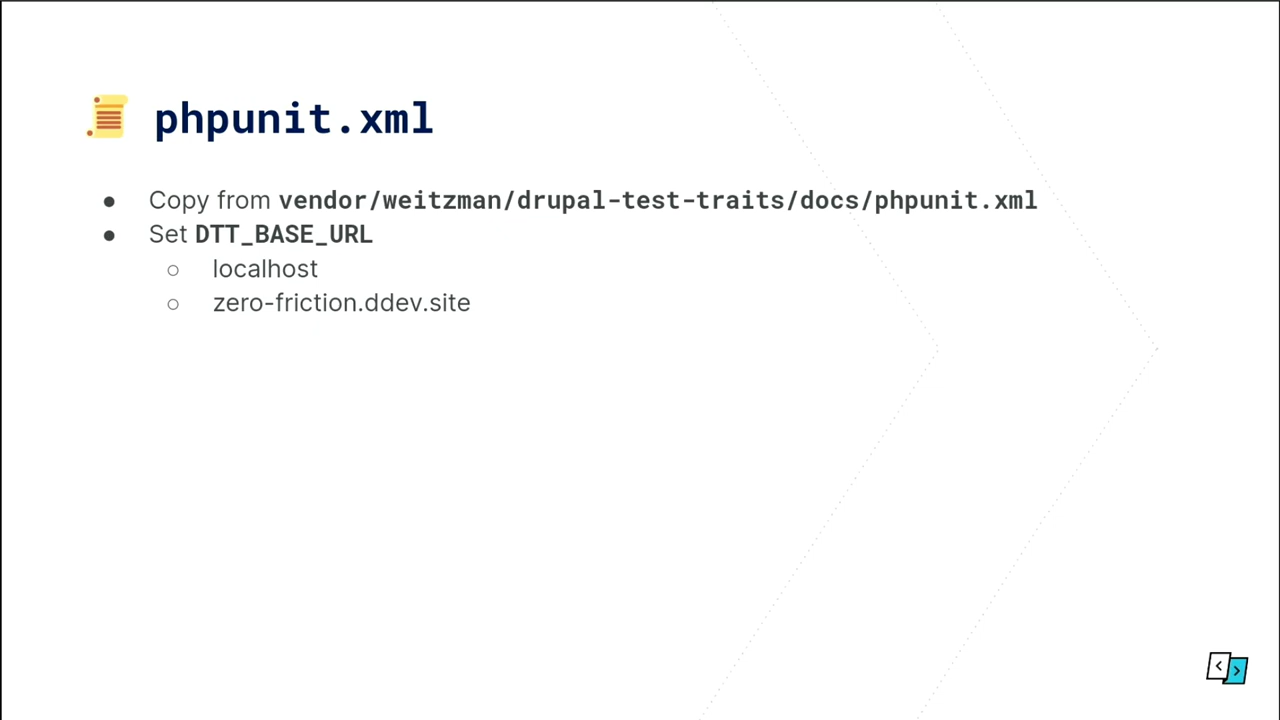 phpunit.xml
● Copy from vendor/weitzman/drupal-test-traits/docs/phpunit.xml
● Set DTT_BASE_URL
○ localhost
○ zero-friction.ddev.site